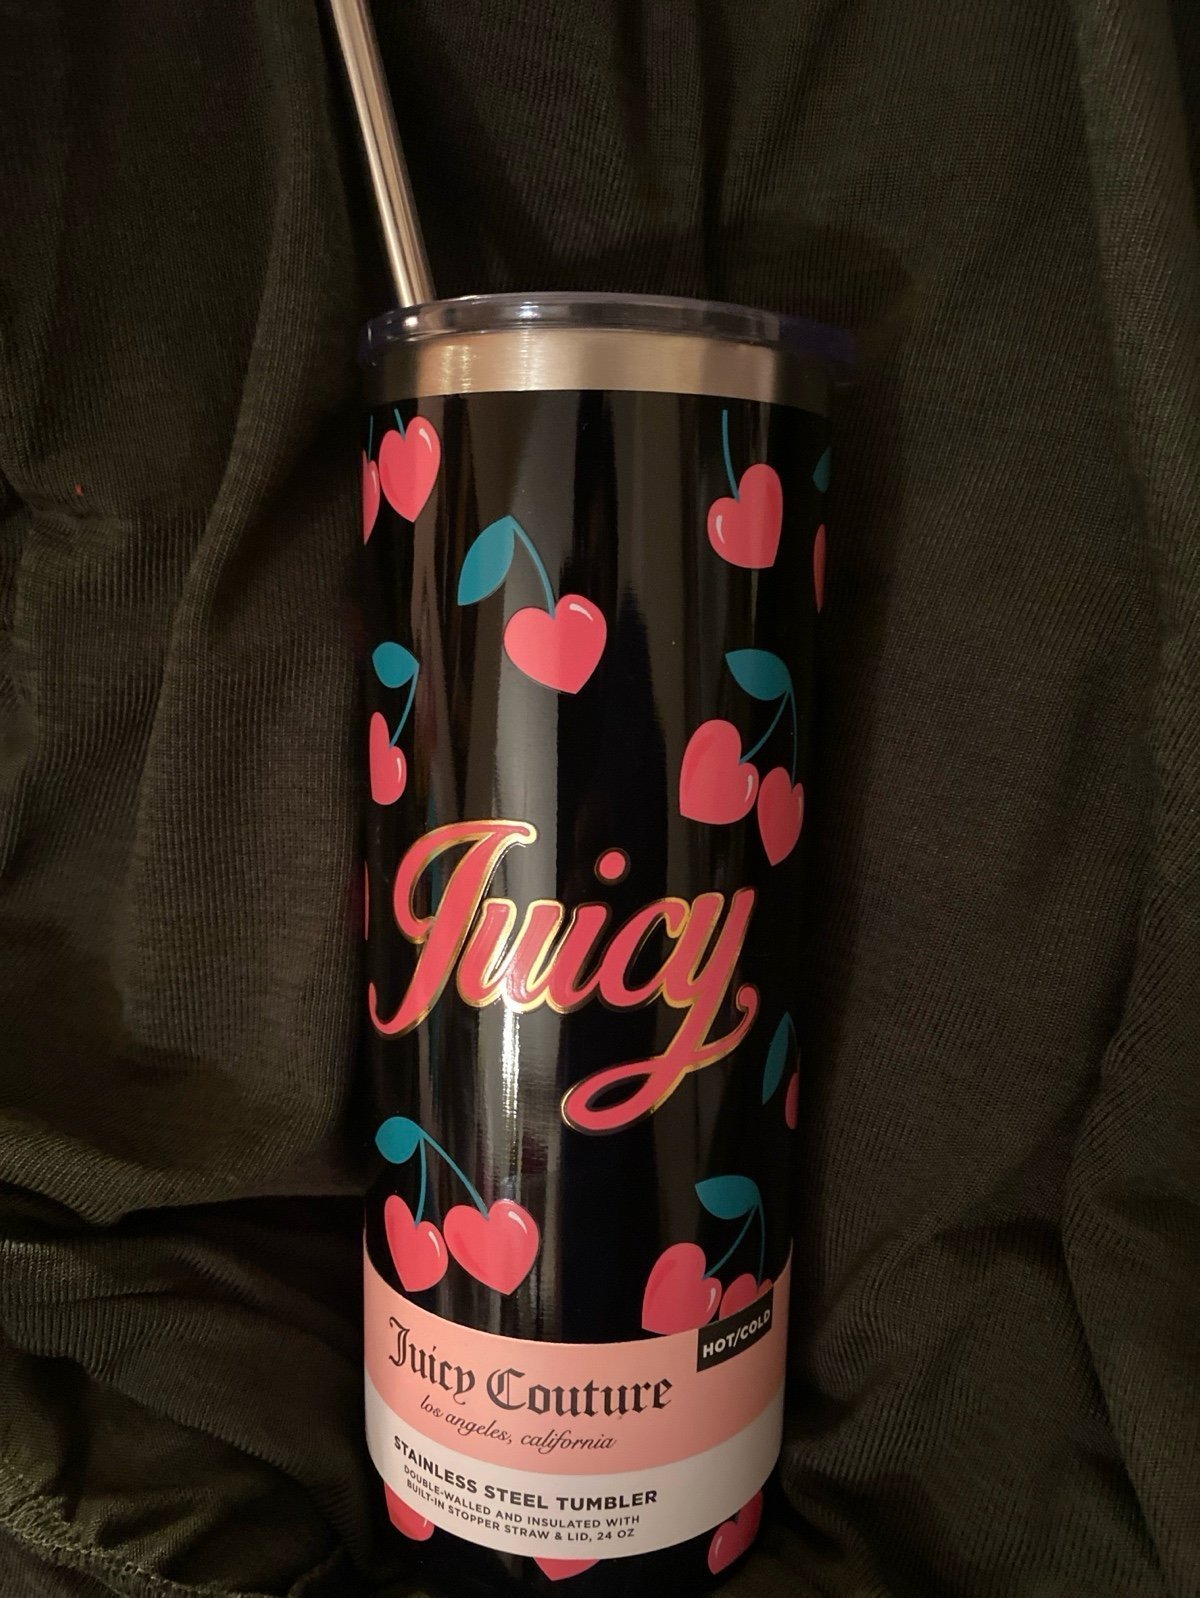 Juicy
HOT/COLD
Juicy Couture
los angeles, california
STAINLESS STEEL TUMBLER
DOUBLE-WALLED AND INSULATED WITH
BUILT-IN STOPPER STRAW & LID, 24 OZ